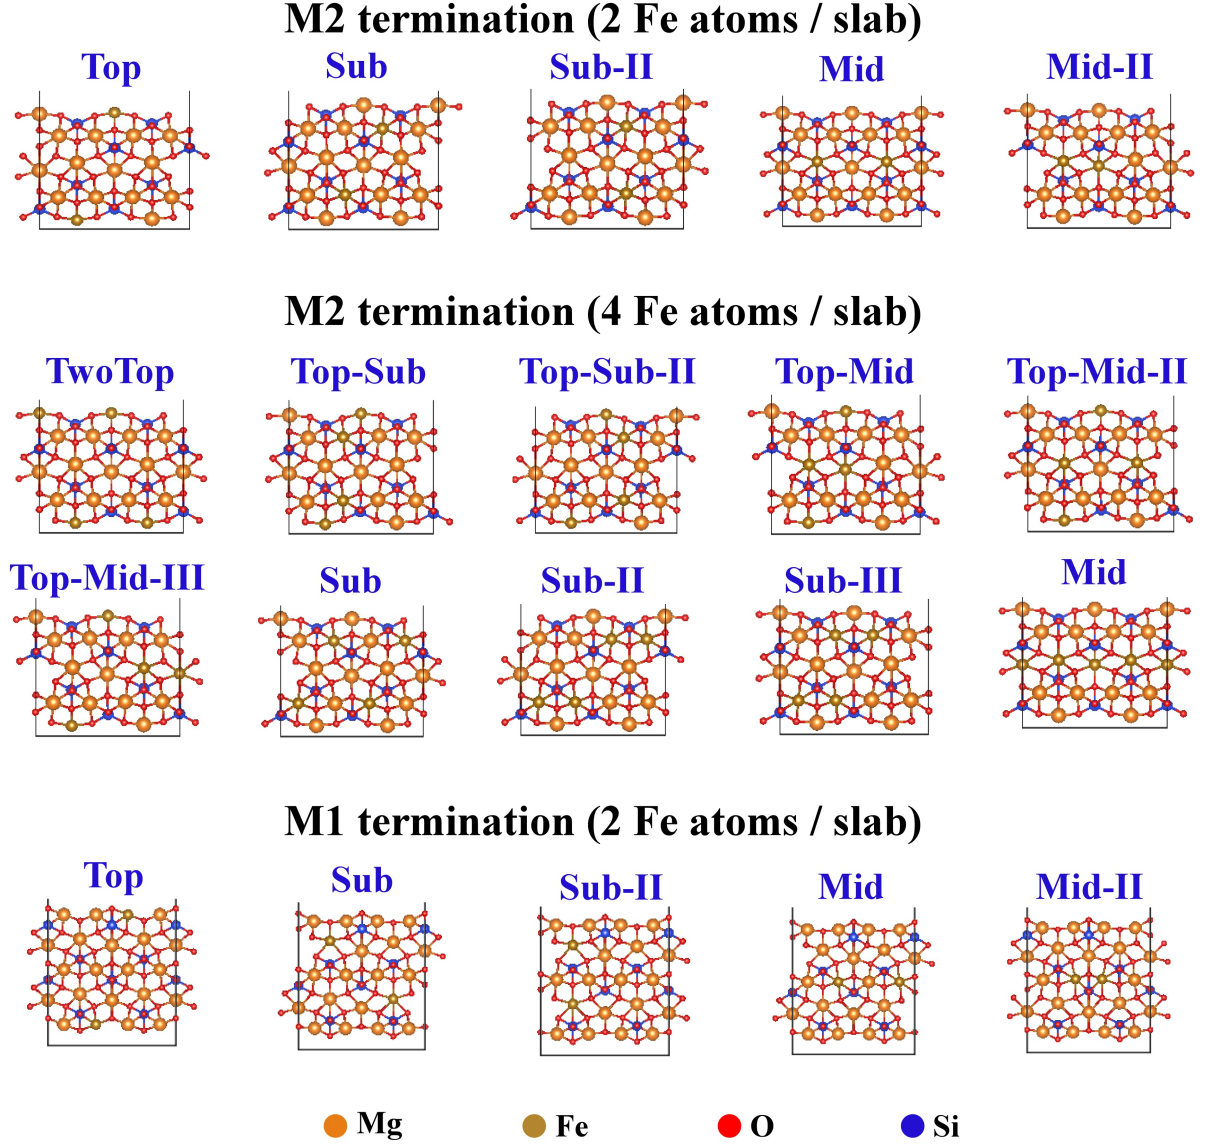 M2 termination (2 Fe atoms / slab)
Top Sub Sub-II Mid Mid-II
M2 termination (4 Fe atoms / slab)
TwoTop Top-Sub Top-Sub-II Top-Mid Top-Mid-II
Top-Mid-III Sub Sub-II Sub-III Mid
M1 termination (2 Fe atoms / slab)
Top Sub Sub-II Mid Mid-II
Mg Fe O Si